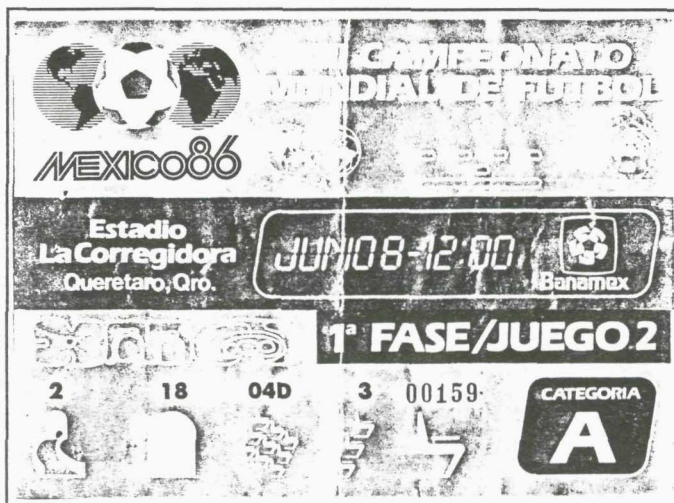 CAMPEONATO
MUNDIAL DE FUTBOL
MEXICO86
Estadio
La Corregidora
Queretaro, Qro.
JUNIO 8-12:00
Banamex
1ª FASE/JUEGO.2
2 18 04D 3 00159
CATEGORIA
A